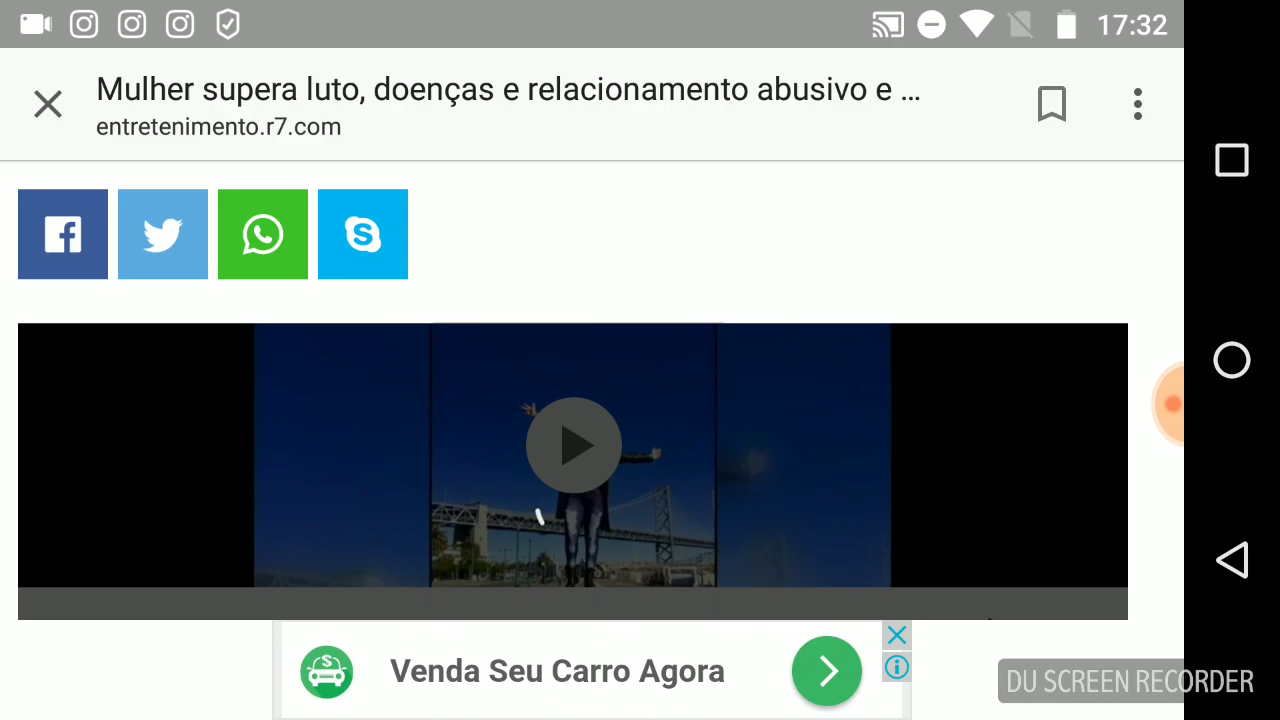 17:32
Mulher supera luto, doenças e relacionamento abusivo e ...
entretenimento.r7.com
Venda Seu Carro Agora
DU SCREEN RECORDER